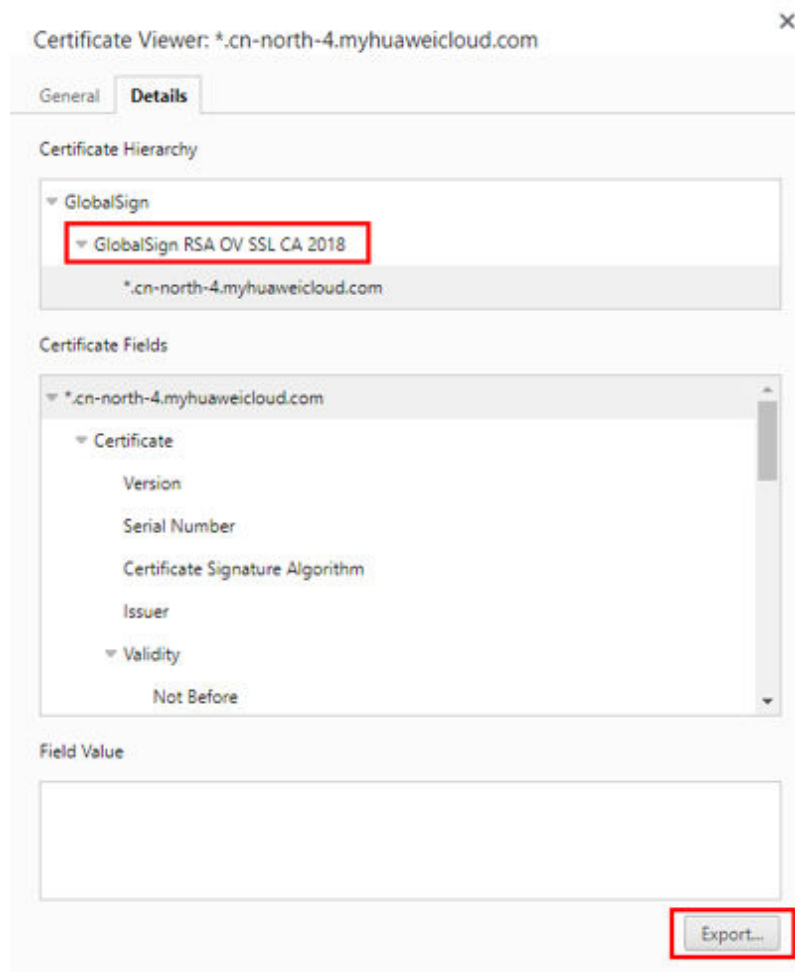 Certificate Viewer: *.cn-north-4.myhuaweicloud.com
General Details
Certificate Hierarchy
GlobalSign
GlobalSign RSA OV SSL CA 2018
*.cn-north-4.myhuaweicloud.com
Certificate Fields
*.cn-north-4.myhuaweicloud.com
Certificate
Version
Serial Number
Certificate Signature Algorithm
Issuer
Validity
Not Before
Field Value
Export...